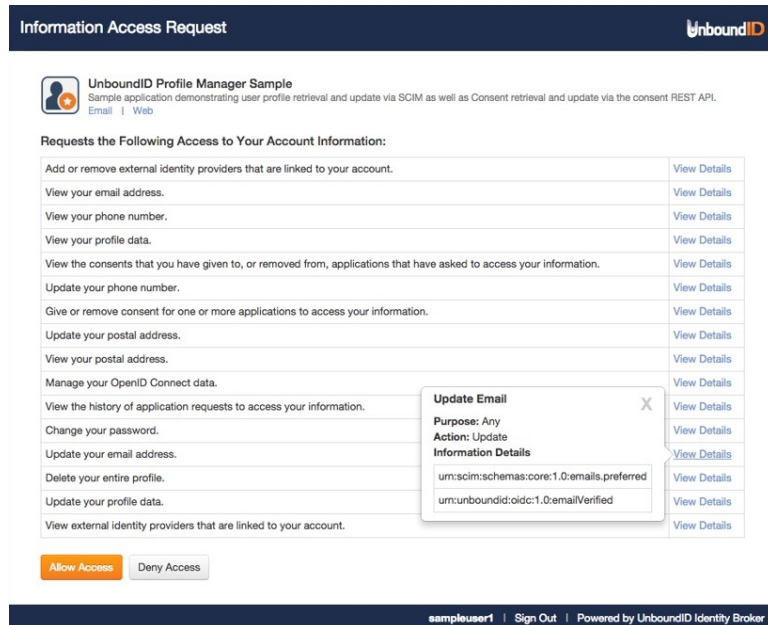 Information Access Request
UnboundID
UnboundID Profile Manager Sample
Sample application demonstrating user profile retrieval and update via SCIM as well as Consent retrieval and update via the consent REST API.
Email | Web
Requests the Following Access to Your Account Information:
Add or remove external identity providers that are linked to your account. View Details
View your email address. View Details
View your phone number. View Details
View your profile data. View Details
View the consents that you have given to, or removed from, applications that have asked to access your information. View Details
Update your phone number. View Details
Give or remove consent for one or more applications to access your information. View Details
Update your postal address. View Details
View your postal address. View Details
Manage your OpenID Connect data. View Details
View the history of application requests to access your information. View Details
Change your password. View Details
Update your email address. View Details
Delete your entire profile. View Details
Update your profile data. View Details
View external identity providers that are linked to your account. View Details
Update Email X
Purpose: Any
Action: Update
Information Details
urn:scim:schemas:core:1.0:emails.preferred
urn:unboundid:oidc:1.0:emailVerified
Allow Access Deny Access
sampleuser1 | Sign Out | Powered by UnboundID Identity Broker